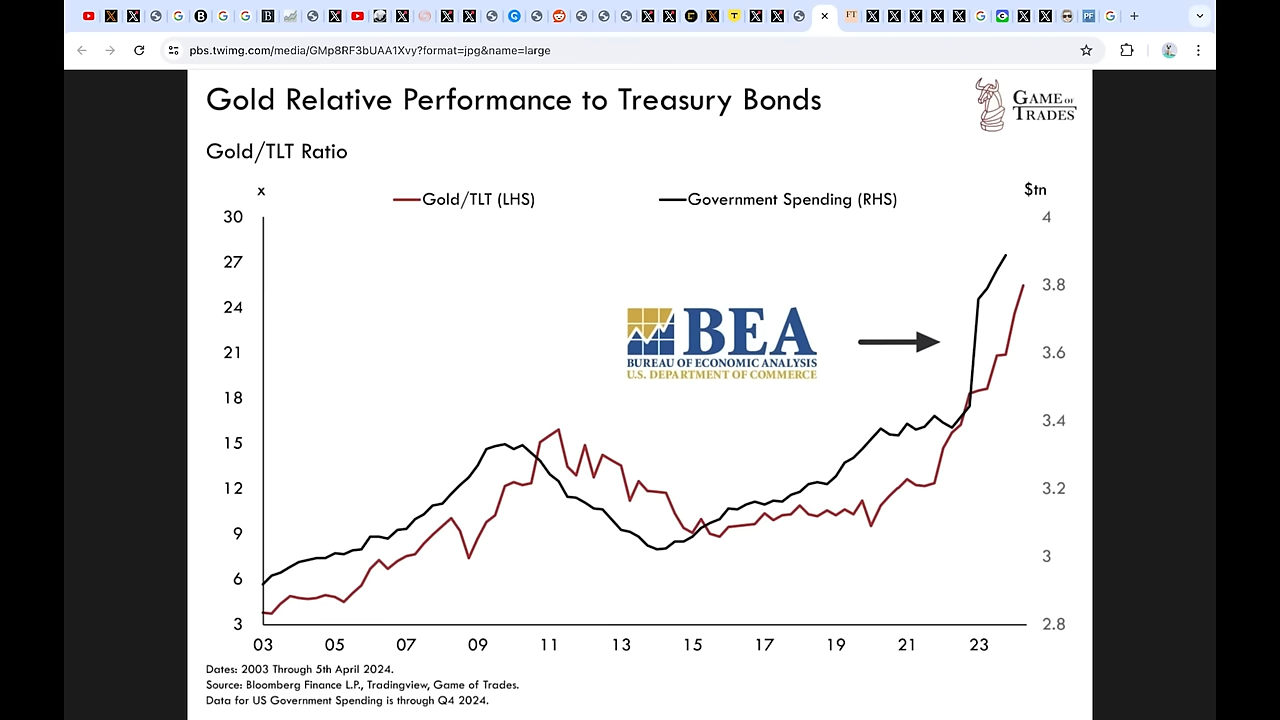 pbs.twimg.com/media/GMp8RF3bUAA1Xvy?format=jpg&name=large
Gold Relative Performance to Treasury Bonds
GAME OF
TRADES
Gold/TLT Ratio
x
$tn
Gold/TLT (LHS)
Government Spending (RHS)
30
4
27
3.8
24
BEA
BUREAU OF ECONOMIC ANALYSIS
U.S. DEPARTMENT OF COMMERCE
21
3.6
18
3.4
15
12
3.2
9
3
6
3
2.8
03 05 07 09 11 13 15 17 19 21 23
Dates: 2003 Through 5th April 2024.
Source: Bloomberg Finance L.P., Tradingview, Game of Trades.
Data for US Government Spending is through Q4 2024.